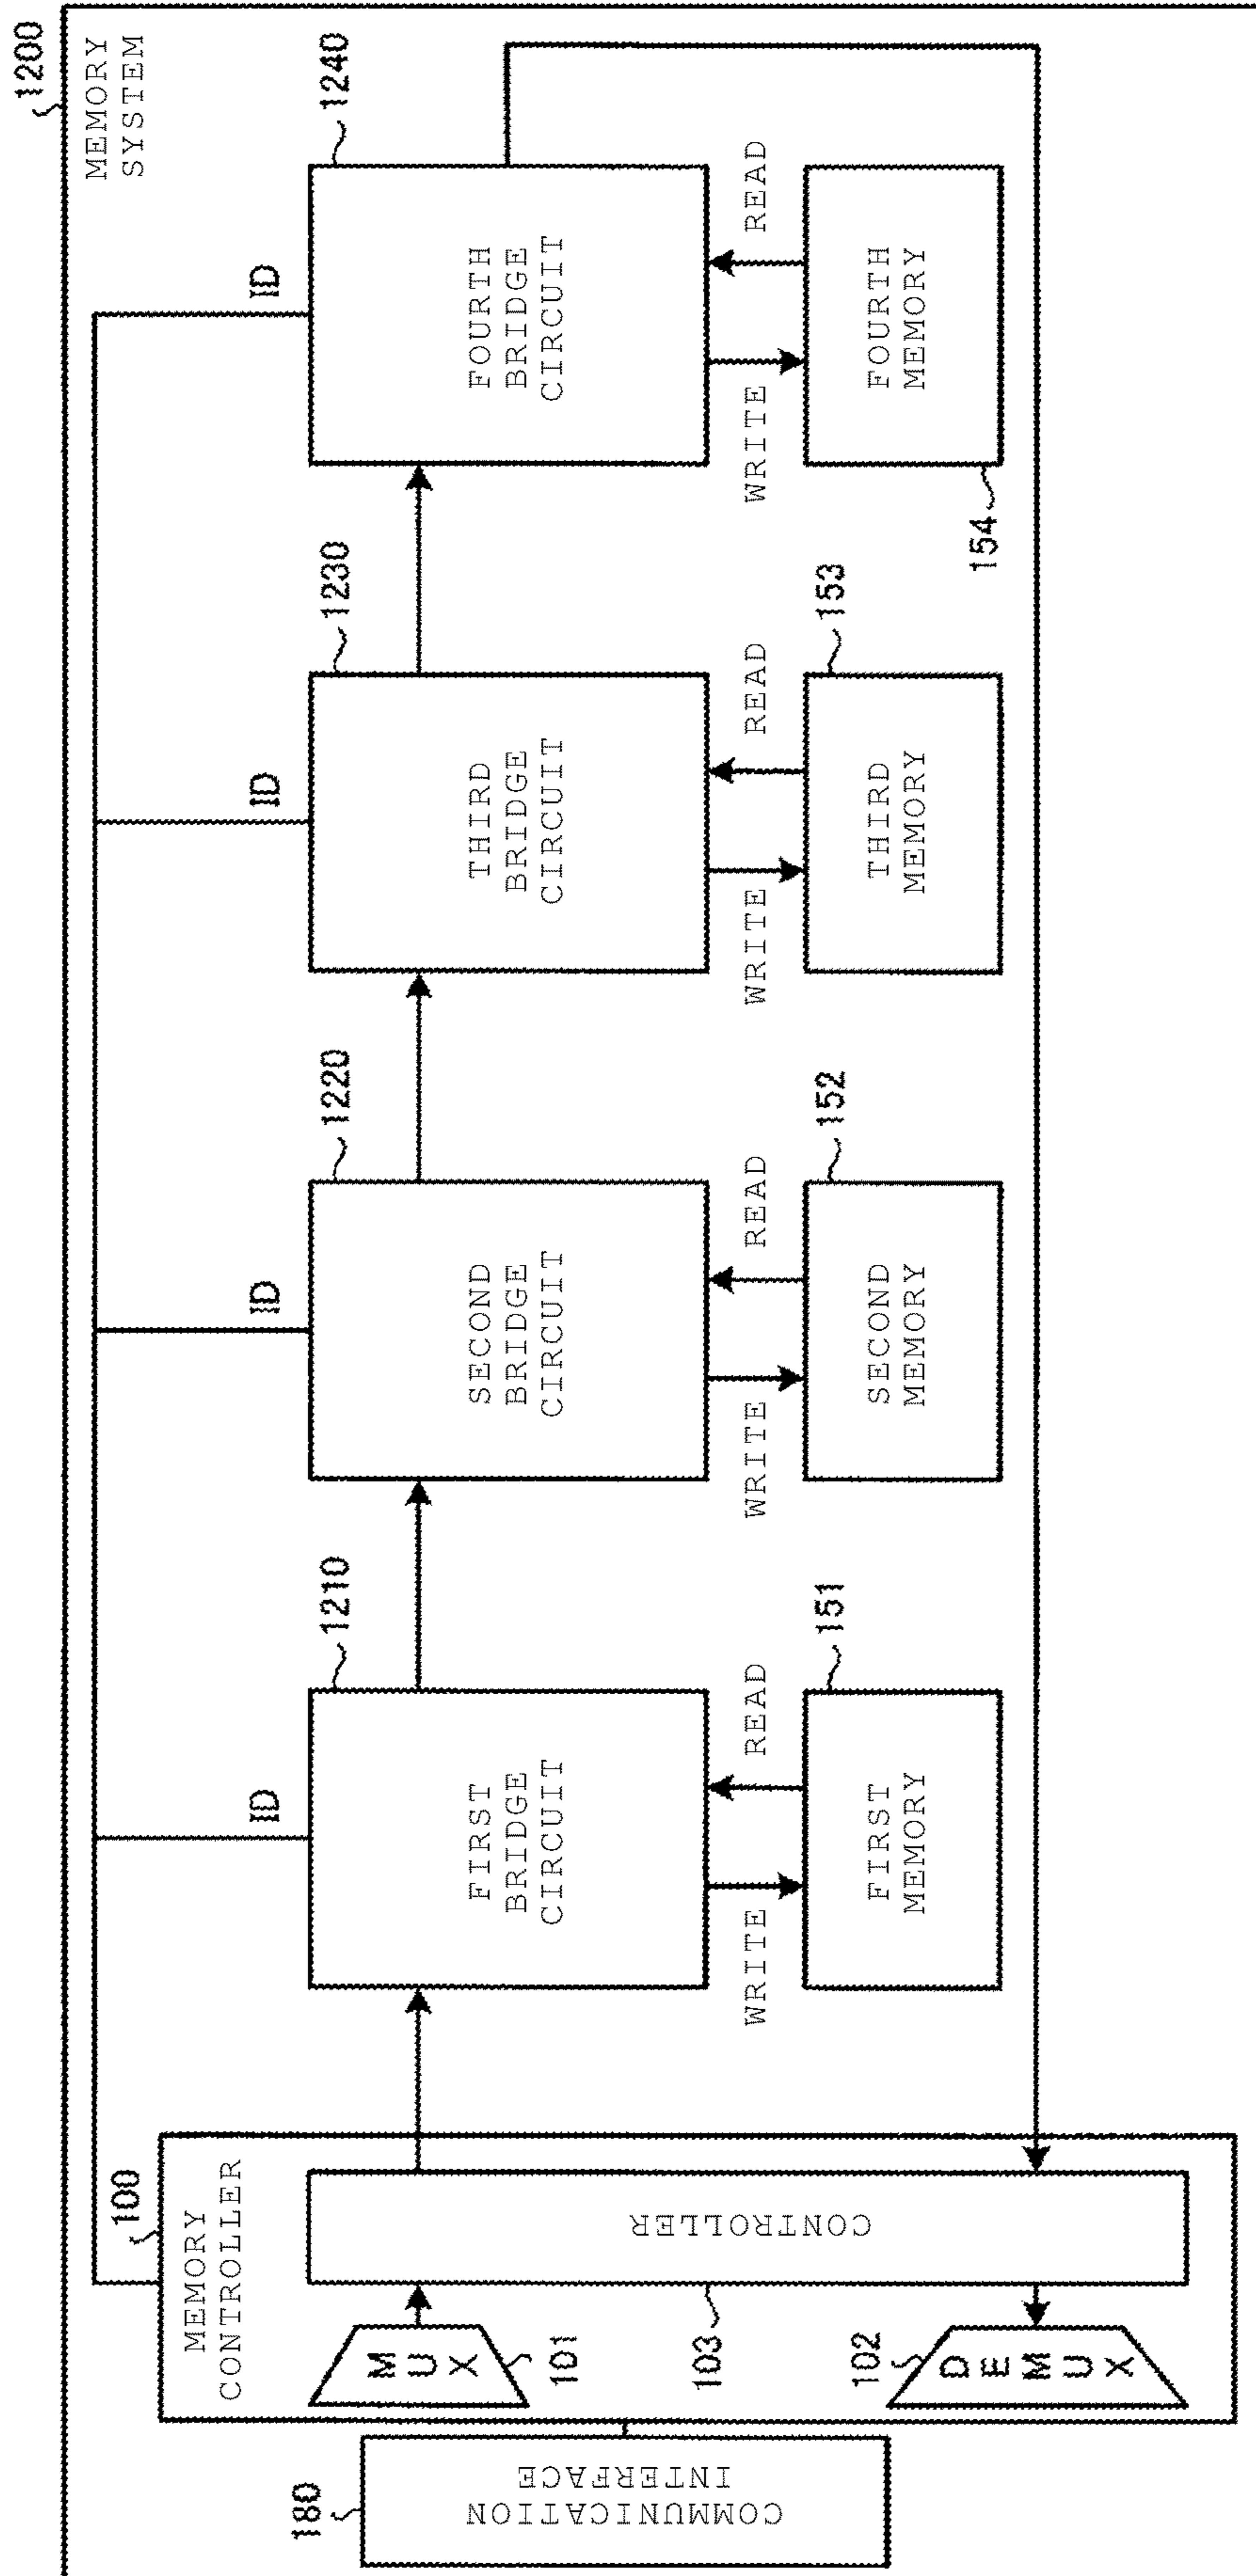 1200
MEMORY
SYSTEM
ID
ID
ID
ID
100
MEMORY
CONTROLLER
1210
1220
1230
1240
FIRST
BRIDGE
CIRCUIT
SECOND
BRIDGE
CIRCUIT
THIRD
BRIDGE
CIRCUIT
FOURTH
BRIDGE
CIRCUIT
180
COMMUNICATION
INTERFACE
MUX
101
CONTROLLER
103
102
DEMUX
WRITE
READ
WRITE
READ
WRITE
READ
WRITE
READ
151
152
153
154
FIRST
MEMORY
SECOND
MEMORY
THIRD
MEMORY
FOURTH
MEMORY